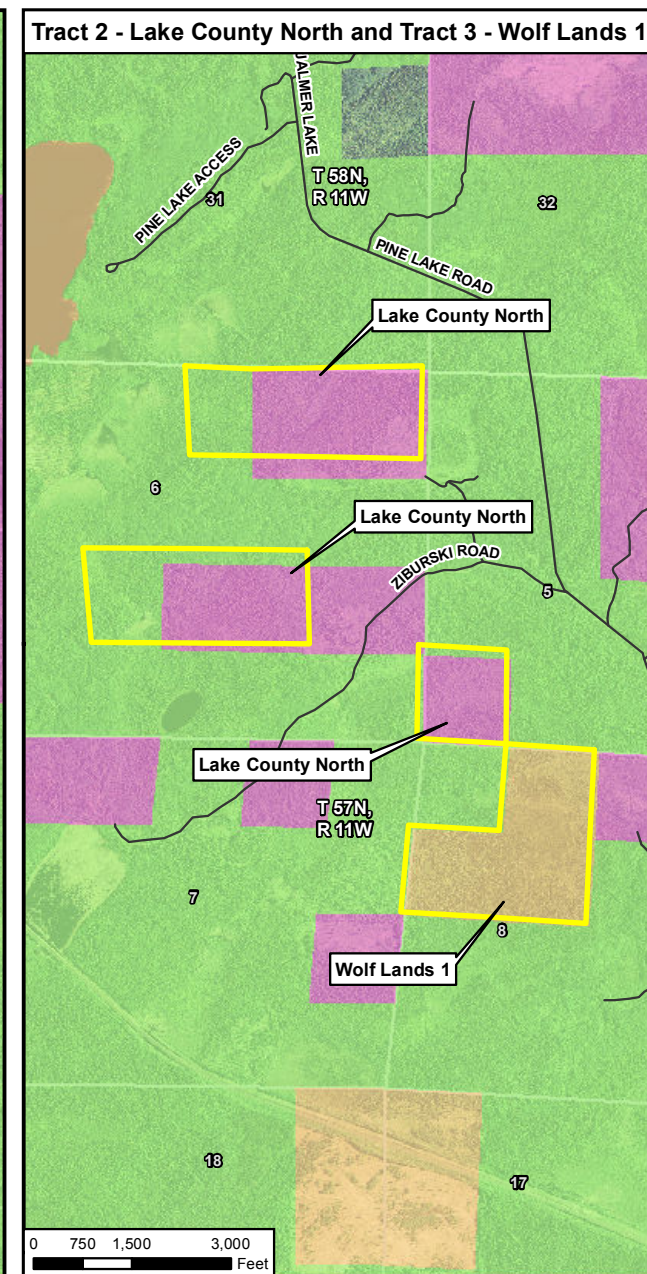 Tract 2 - Lake County North and Tract 3 - Wolf Lands 1
JALMER LAKE
PINE LAKE ACCESS
T 58N,
R 11W
31
32
PINE LAKE ROAD
Lake County North
6
Lake County North
ZIBURSKI ROAD
5
Lake County North
T 57N,
R 11W
7
8
Wolf Lands 1
18
17
0 750 1,500 3,000
Feet